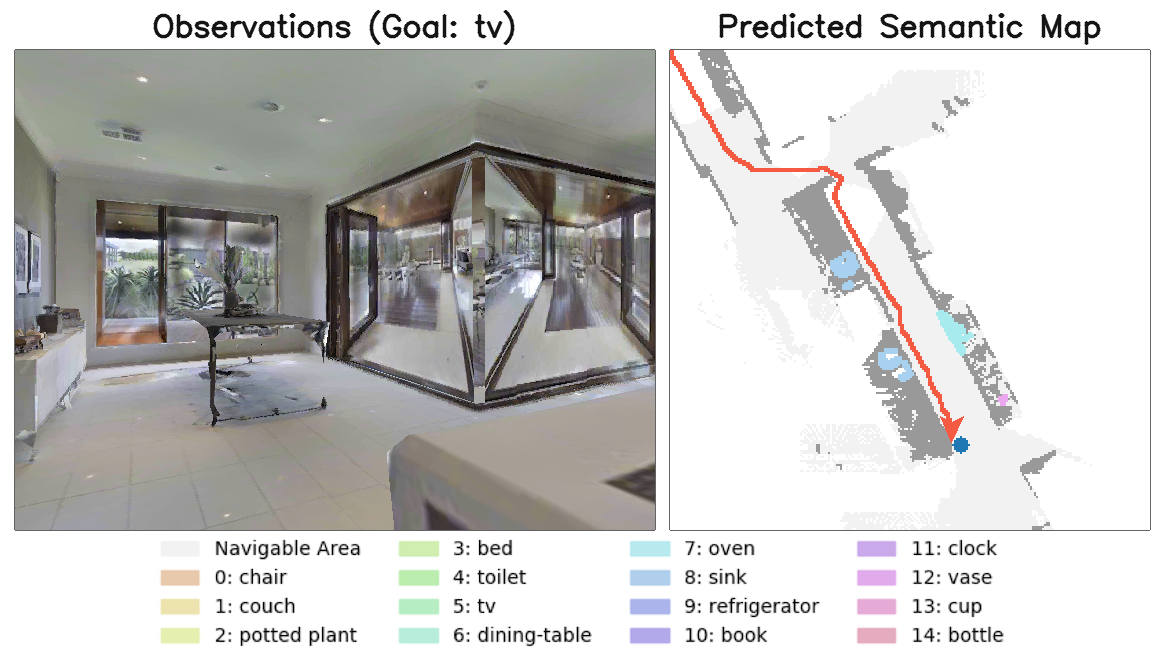 Observations (Goal: tv)
Predicted Semantic Map
Navigable Area
0: chair
1: couch
2: potted plant
3: bed
4: toilet
5: tv
6: dining-table
7: oven
8: sink
9: refrigerator
10: book
11: clock
12: vase
13: cup
14: bottle